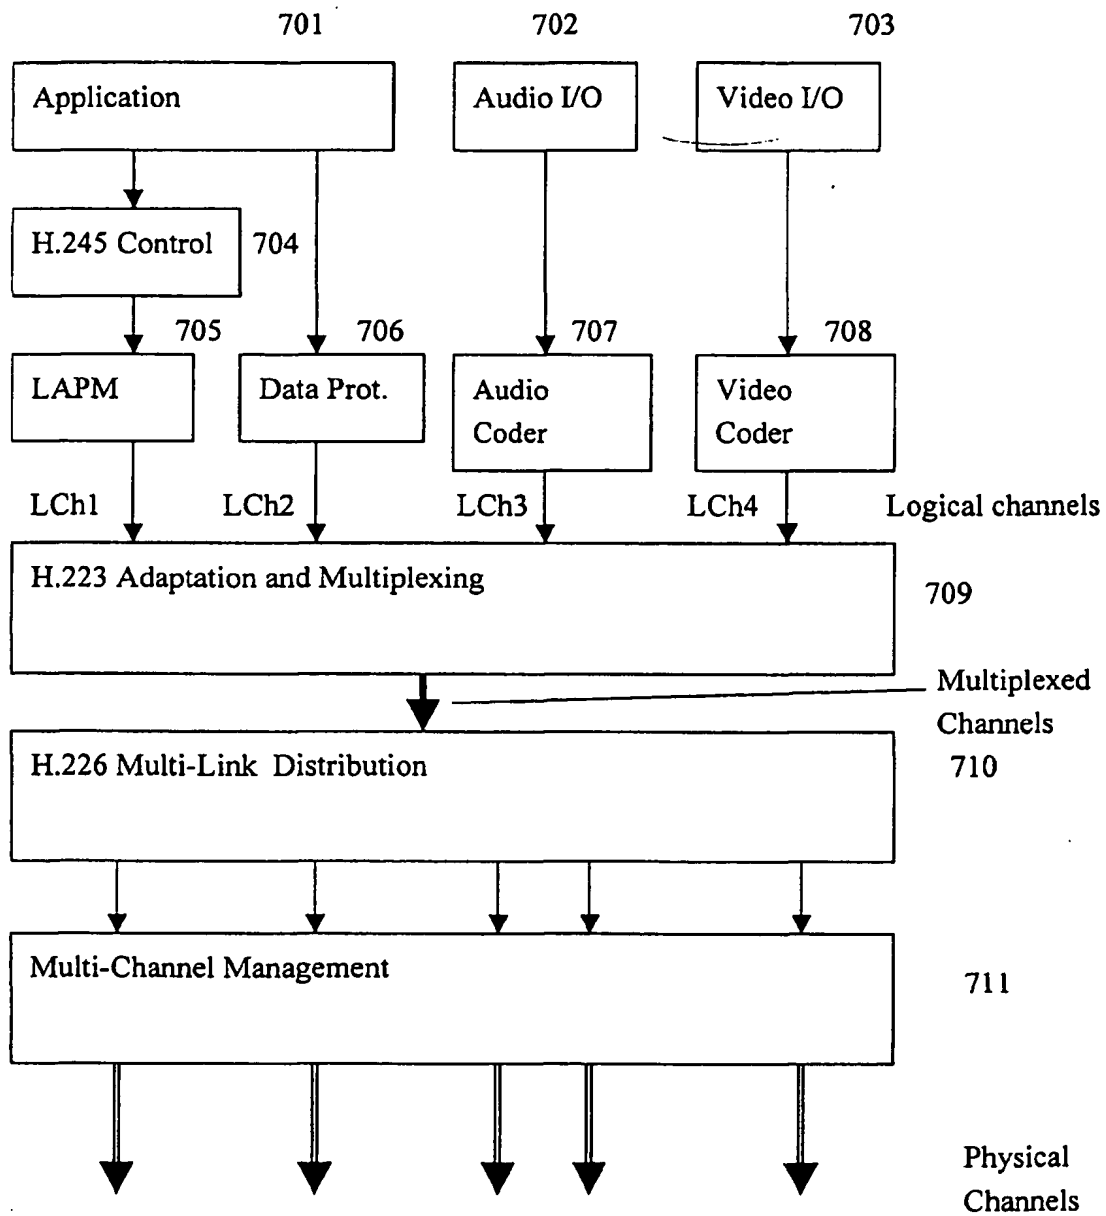 701 702 703
Application Audio I/O Video I/O
H.245 Control 704
705 706 707 708
LAPM Data Prot. Audio Coder Video Coder
LCh1 LCh2 LCh3 LCh4 Logical channels
H.223 Adaptation and Multiplexing
709
Multiplexed
Channels
H.226 Multi-Link Distribution 710
Multi-Channel Management
711
Physical
Channels